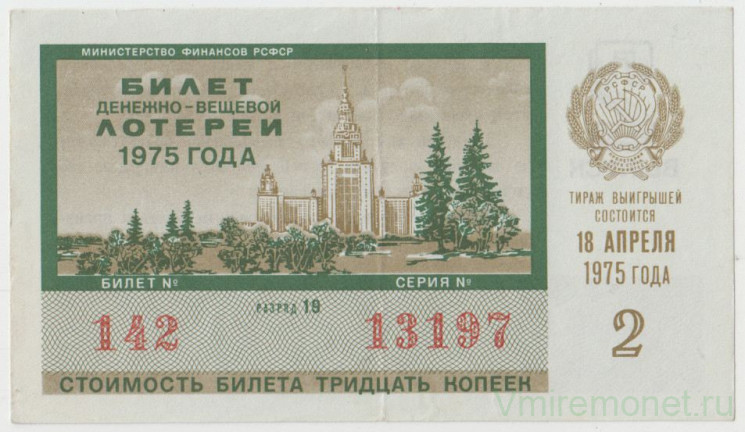 МИНИСТЕРСТВО ФИНАНСОВ РСФСР
БИЛЕТ
ДЕНЕЖНО-ВЕЩЕВОЙ
ЛОТЕРЕИ
1975 ГОДА
РСФСР
ТИРАЖ ВЫИГРЫШЕЙ
СОСТОИТСЯ
18 АПРЕЛЯ
1975 ГОДА
2
БИЛЕТ № СЕРИЯ №
РАЗРЯД 19
142 13197
СТОИМОСТЬ БИЛЕТА ТРИДЦАТЬ КОПЕЕК
Vmiremonet.ru